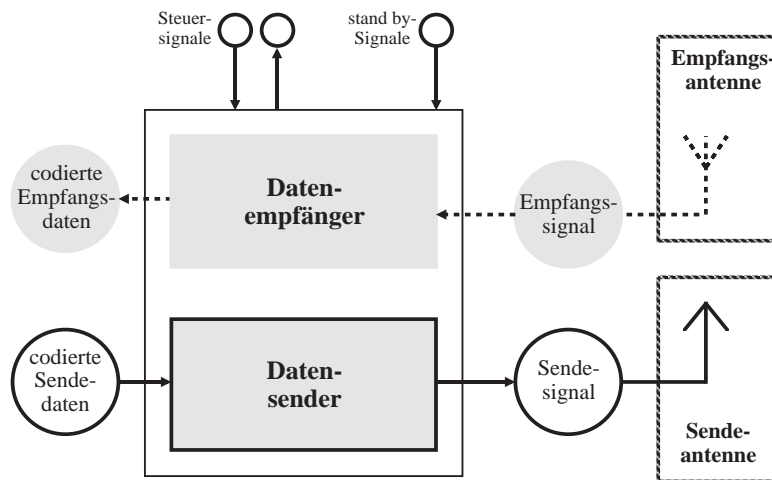 Steuer-
signale
stand by-
Signale
Empfangs-
antenne
codierte
Empfangs-
daten
Daten-
empfänger
Empfangs-
signal
codierte
Sende-
daten
Daten-
sender
Sende-
signal
Sende-
antenne